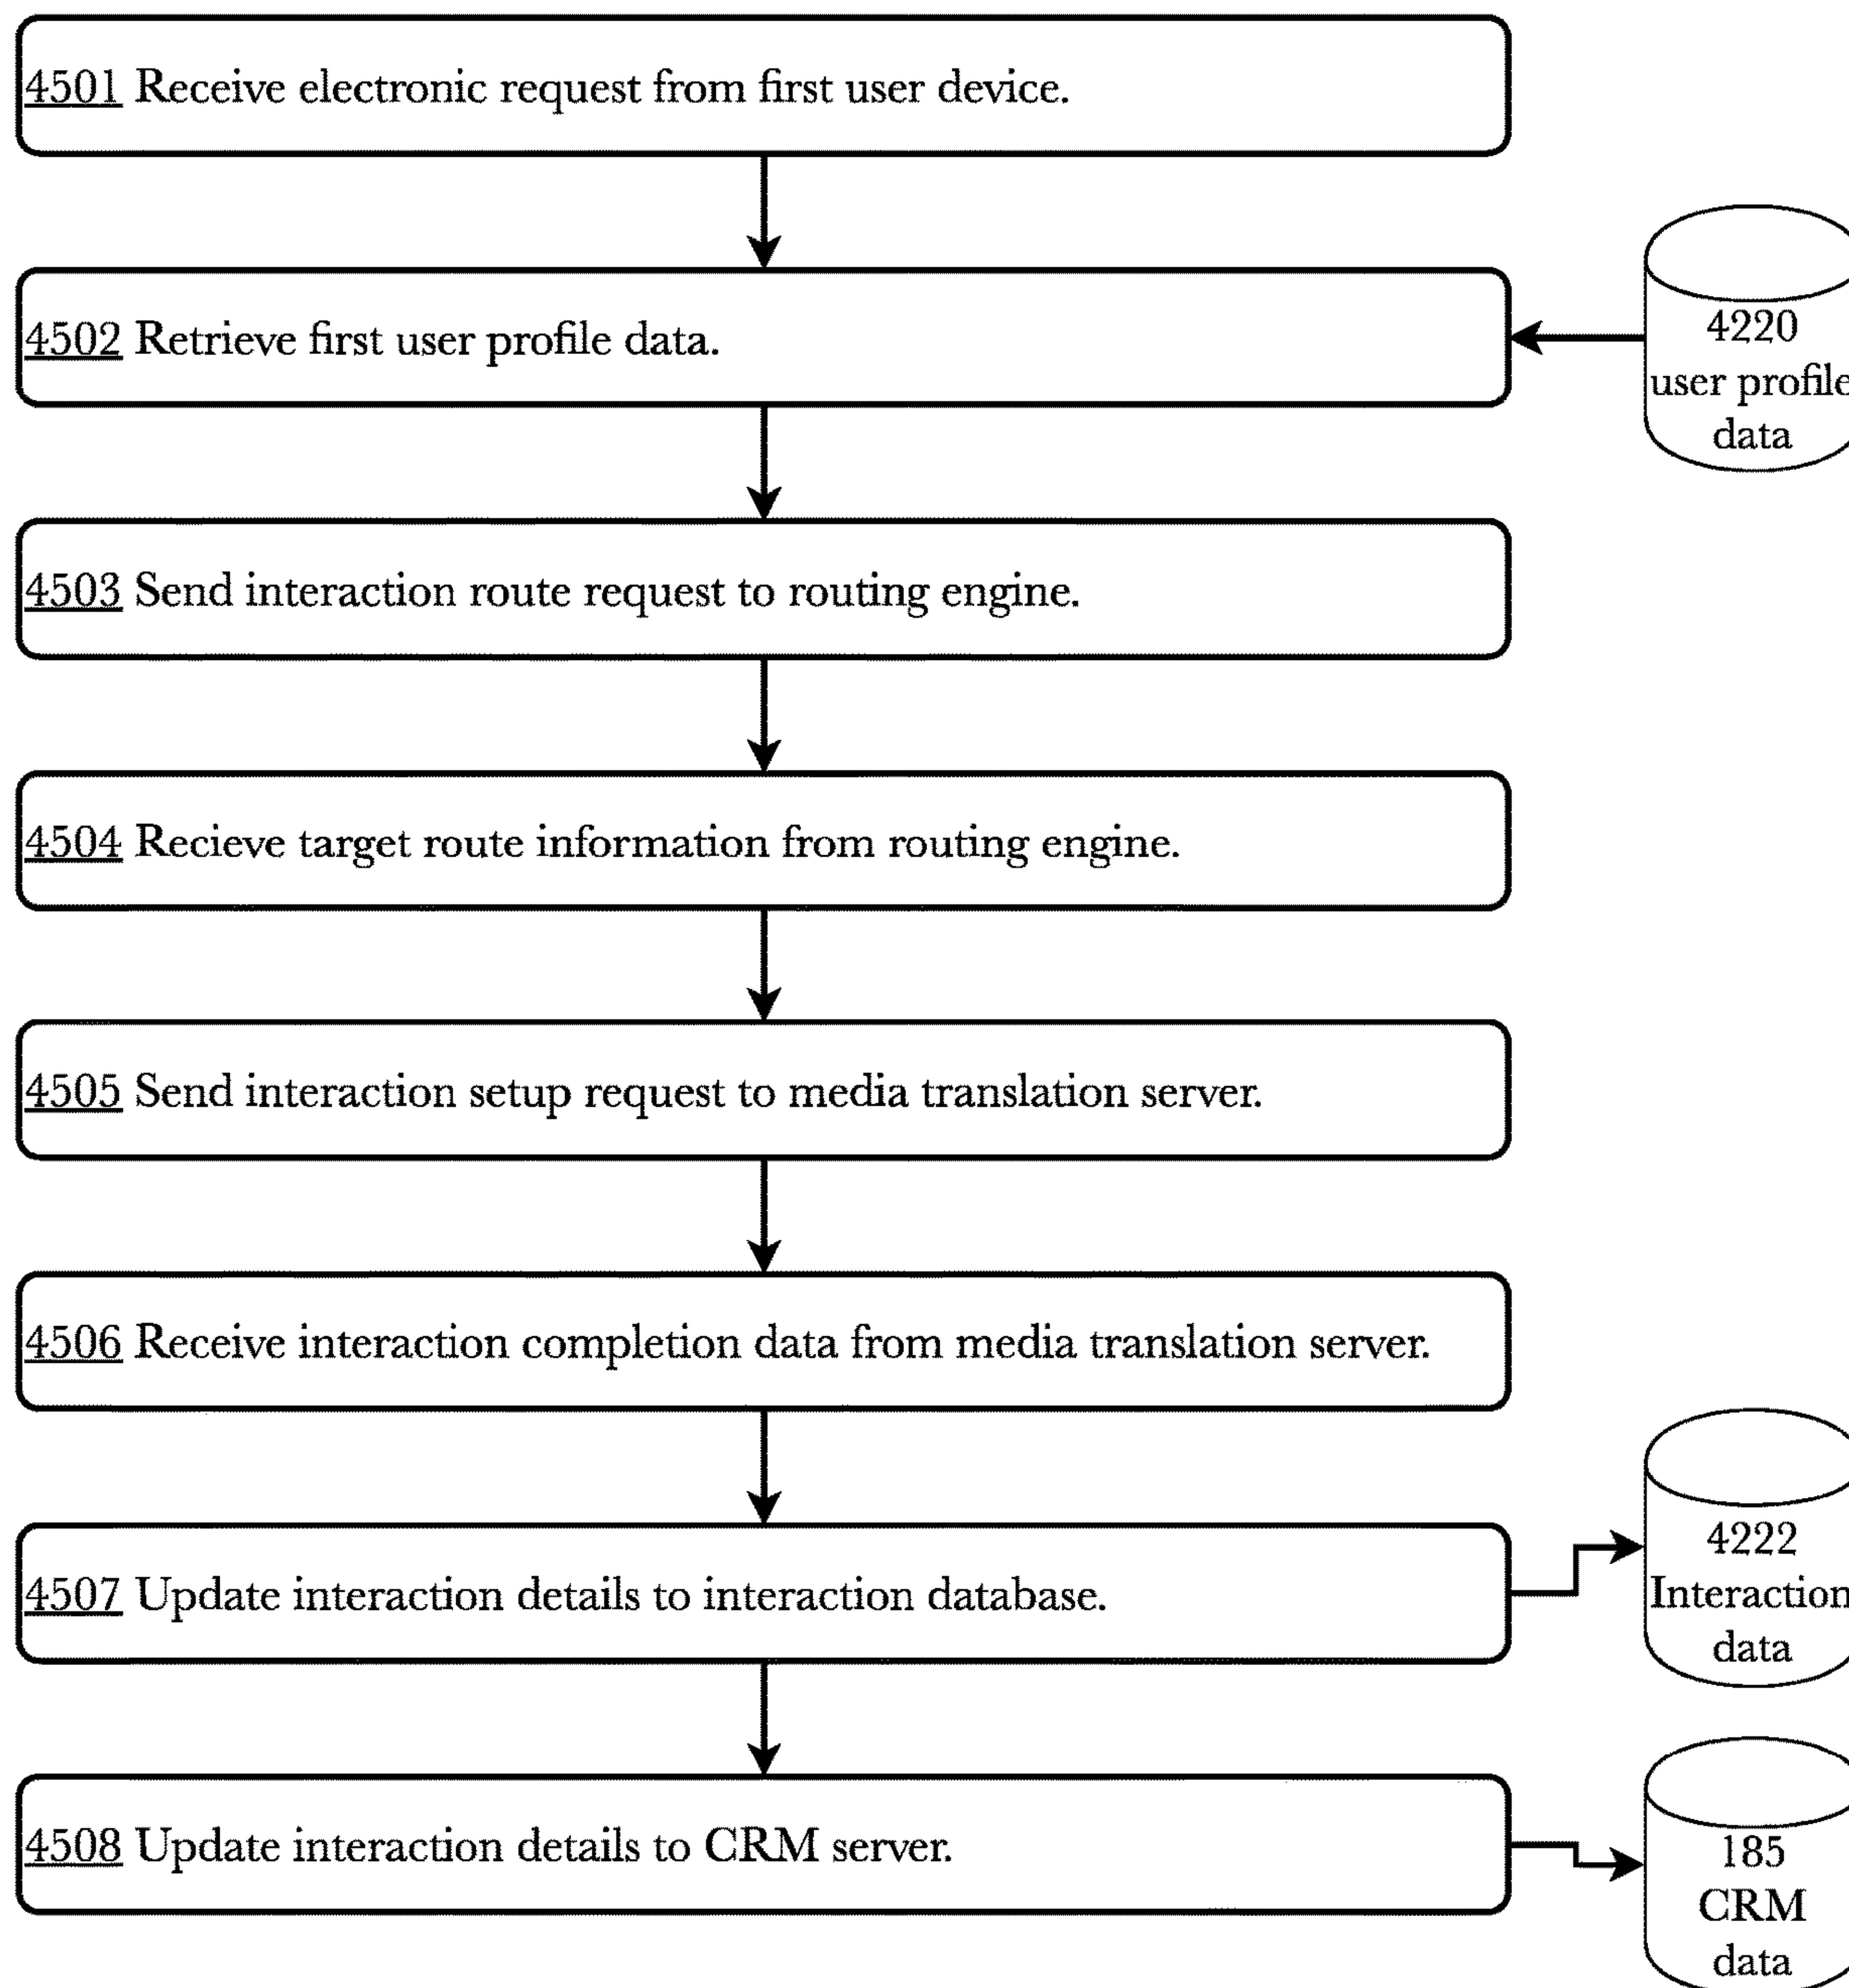 4501 Receive electronic request from first user device.
4502 Retrieve first user profile data.
4220
user profile
data
4503 Send interaction route request to routing engine.
4504 Recieve target route information from routing engine.
4505 Send interaction setup request to media translation server.
4506 Receive interaction completion data from media translation server.
4507 Update interaction details to interaction database.
4222
Interaction
data
4508 Update interaction details to CRM server.
185
CRM
data